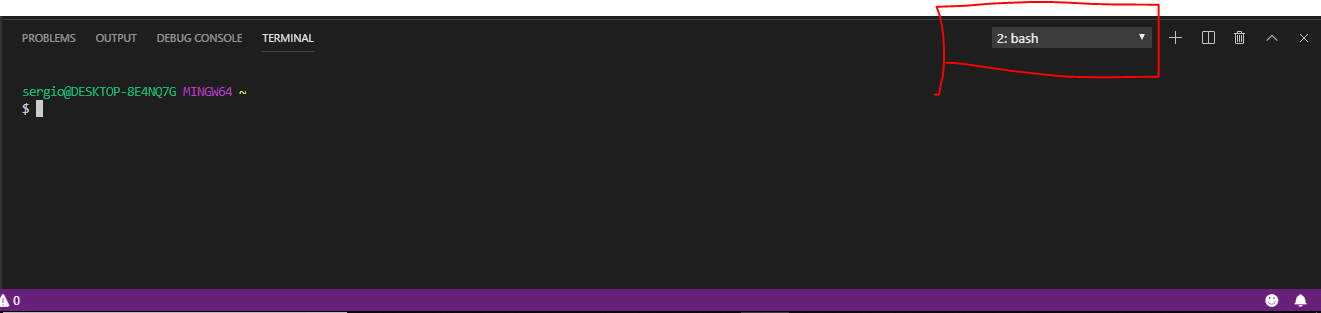 PROBLEMS OUTPUT DEBUG CONSOLE TERMINAL 2: bash
sergio@DESKTOP-8E4NQ7G MINGW64 ~
$
0